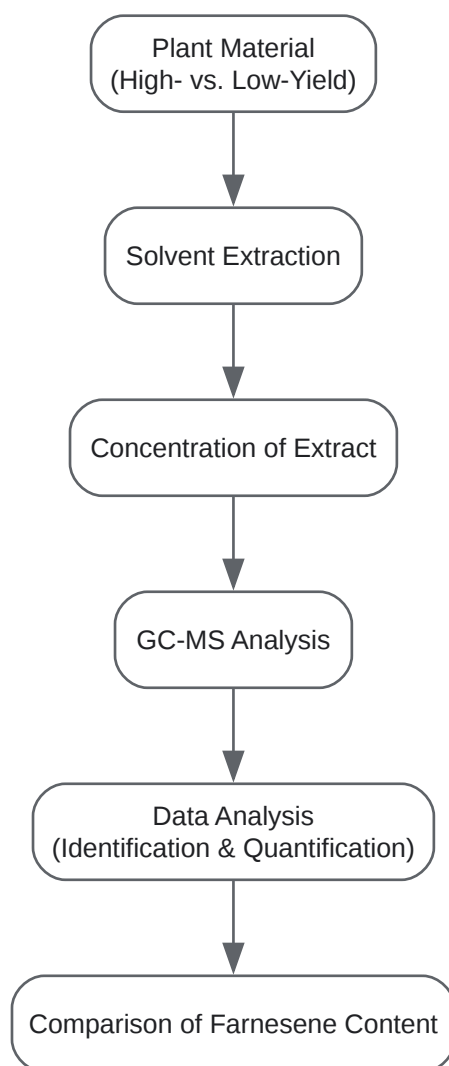 Plant Material
(High- vs. Low-Yield)
Solvent Extraction
Concentration of Extract
GC-MS Analysis
Data Analysis
(Identification & Quantification)
Comparison of Farnesene Content